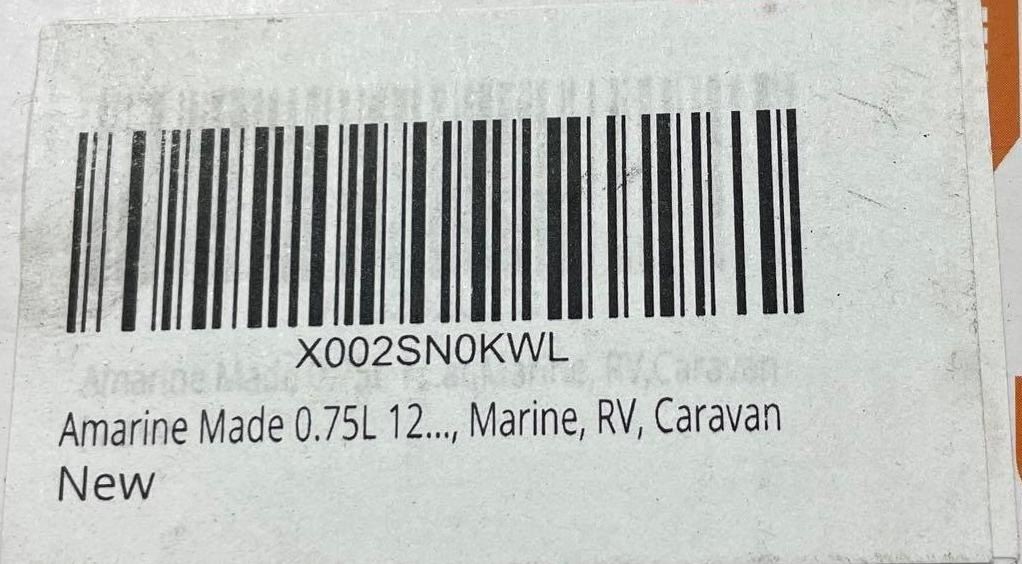 X002SN0KWL
Amarine Made 0.75L 12..., Marine, RV, Caravan
New